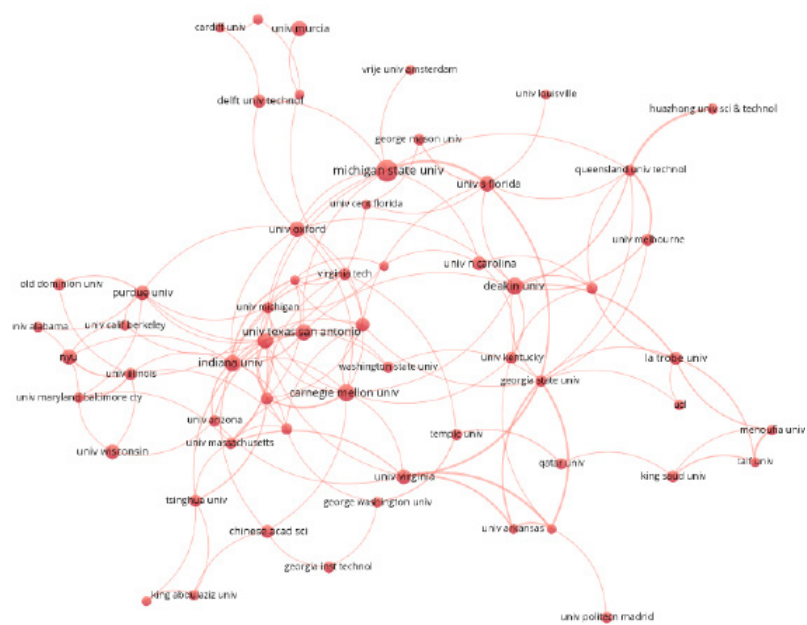 cardiff univ
univ murcia
vrije univ amsterdam
delft univ technol
univ louisville
huazhong univ sci & technol
george mason univ
michigan state univ
univ s florida
queensland univ technol
univ cent florida
univ oxford
univ melbourne
univ n carolina
virginia tech
old dominion univ
purdue univ
deakin univ
univ michigan
univ alabama
univ calif berkeley
univ texas san antonio
nyu
indiana univ
washington state univ
univ kentucky
la trobe univ
univ illinois
georgia state univ
univ maryland baltimore cty
carnegie mellon univ
ucl
univ arizona
menoufia univ
univ massachusetts
temple univ
univ wisconsin
taif univ
qatar univ
univ virginia
king saud univ
tsinghua univ
george washington univ
chinese acad sci
univ arkansas
georgia inst technol
king abdulaziz univ
univ politecn madrid